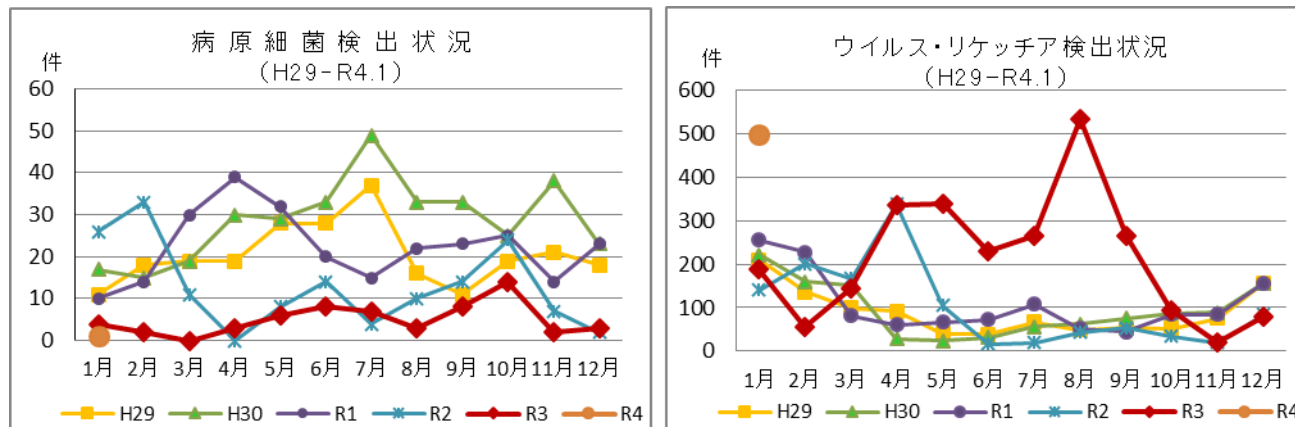 病原細菌検出状況
(H29-R4.1)
件
60
50
40
30
20
10
0
1月 2月 3月 4月 5月 6月 7月 8月 9月 10月 11月 12月
H29 H30 R1 R2 R3 R4
ウイルス・リケッチア検出状況
(H29-R4.1)
件
600
500
400
300
200
100
0
1月 2月 3月 4月 5月 6月 7月 8月 9月 10月 11月 12月
H29 H30 R1 R2 R3 R4